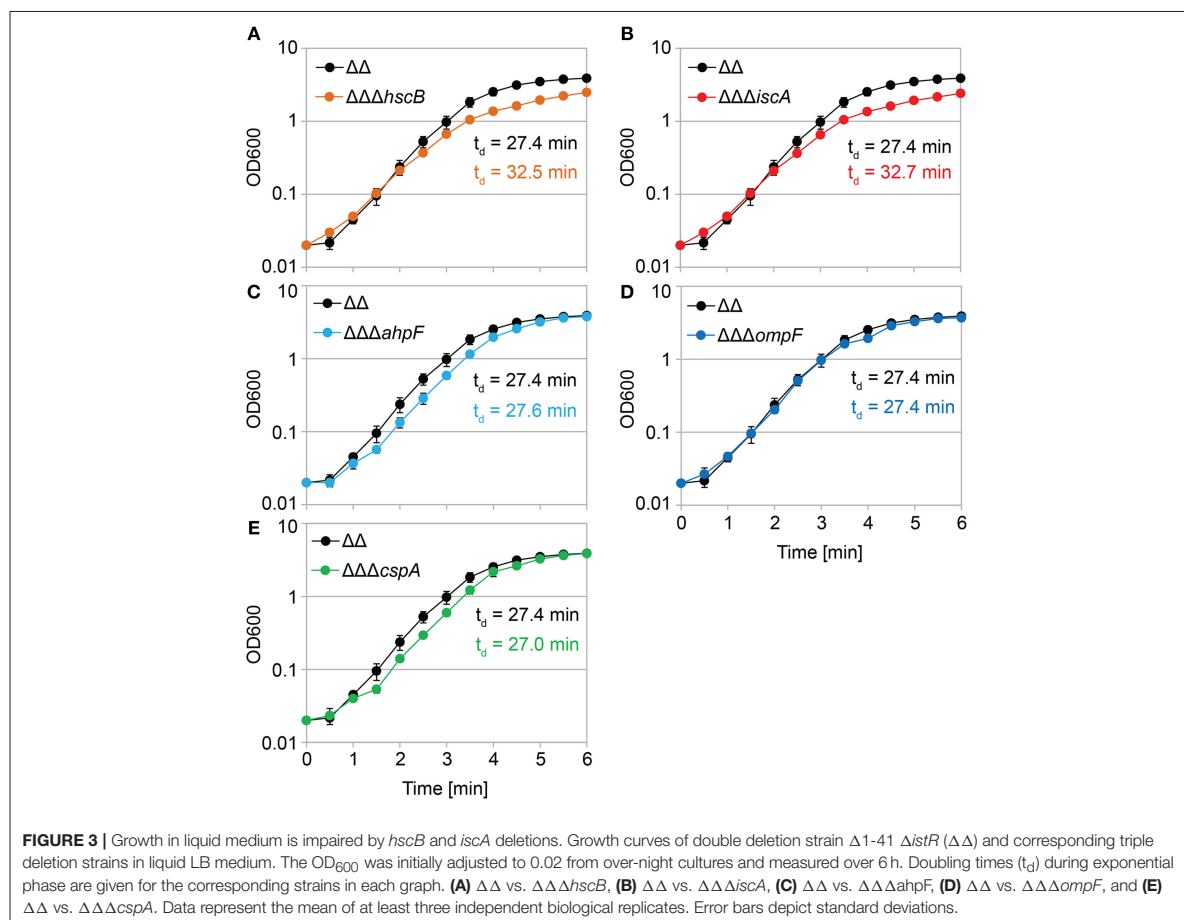 A
10
ΔΔ
ΔΔΔhscB
1
OD600
t_d = 27.4 min
t_d = 32.5 min
0.1
0.01
B
10
ΔΔ
ΔΔΔiscA
1
t_d = 27.4 min
t_d = 32.7 min
0.1
0.01
C
10
ΔΔ
ΔΔΔahpF
1
OD600
t_d = 27.4 min
t_d = 27.6 min
0.1
0.01
D
10
ΔΔ
ΔΔΔompF
1
t_d = 27.4 min
t_d = 27.4 min
0.1
0.01
0 1 2 3 4 5 6
Time [min]
E
10
ΔΔ
ΔΔΔcspA
1
OD600
t_d = 27.4 min
t_d = 27.0 min
0.1
0.01
0 1 2 3 4 5 6
Time [min]
FIGURE 3 | Growth in liquid medium is impaired by hscB and iscA deletions. Growth curves of double deletion strain Δ1-41 ΔistR (ΔΔ) and corresponding triple
deletion strains in liquid LB medium. The OD₆₀₀ was initially adjusted to 0.02 from over-night cultures and measured over 6 h. Doubling times (t_d) during exponential
phase are given for the corresponding strains in each graph. (A) ΔΔ vs. ΔΔΔhscB, (B) ΔΔ vs. ΔΔΔiscA, (C) ΔΔ vs. ΔΔΔahpF, (D) ΔΔ vs. ΔΔΔompF, and (E)
ΔΔ vs. ΔΔΔcspA. Data represent the mean of at least three independent biological replicates. Error bars depict standard deviations.